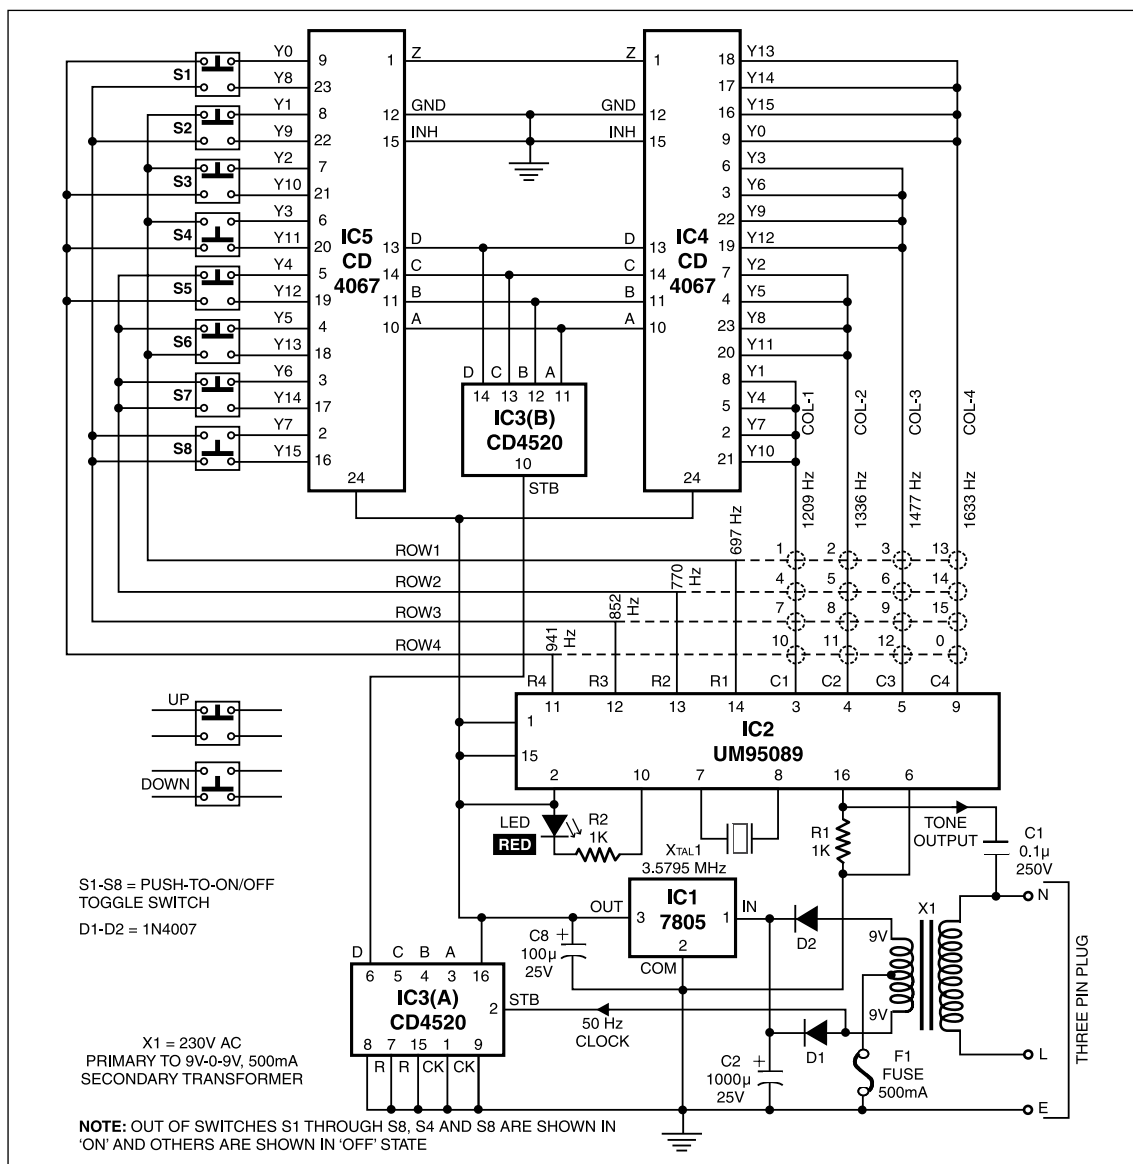 S1
S2
S3
S4
S5
S6
S7
S8
Y0 9
Y8 23
Y1 8
Y9 22
Y2 7
Y10 21
Y3 6
Y11 20
Y4 5
Y12 19
Y5 4
Y13 18
Y6 3
Y14 17
Y7 2
Y15 16
IC5
CD
4067
24
1 Z Z 1
12 GND GND 12
15 INH INH 15
13 D D 13
14 C C 14
11 B B 11
10 A A 10
IC4
CD
4067
24
18 Y13
17 Y14
16 Y15
9 Y0
6 Y3
3 Y6
22 Y9
19 Y12
7 Y2
4 Y5
23 Y8
20 Y11
8 Y1
5 Y4
2 Y7
21 Y10
D C B A
14 13 12 11
IC3(B)
CD4520
10
STB
COL-1
COL-2
COL-3
COL-4
1209 Hz
1336 Hz
1477 Hz
1633 Hz
697 Hz
770 Hz
852 Hz
941 Hz
ROW1
ROW2
ROW3
ROW4
1 2 3 13
4 5 6 14
7 8 9 15
10 11 12 0
R4 R3 R2 R1 C1 C2 C3 C4
11 12 13 14 3 4 5 9
1
15
IC2
UM95089
2 10 7 8 16 6
UP
DOWN
LED
RED
R2
1K
XTAL1
3.5795 MHz
R1
1K
TONE
OUTPUT
C1
0.1µ
250V
S1-S8 = PUSH-TO-ON/OFF
TOGGLE SWITCH
D1-D2 = 1N4007
OUT
3
IC1
7805
1
IN
2
COM
C8
100µ
25V
+
D2
D1
9V
9V
X1
N
L
E
THREE PIN PLUG
D C B A
6 5 4 3 16
IC3(A)
CD4520
2
STB
8 7 15 1 9
R R CK CK
50 Hz
CLOCK
C2
1000µ
25V
+
F1
FUSE
500mA
X1 = 230V AC
PRIMARY TO 9V-0-9V, 500mA
SECONDARY TRANSFORMER
NOTE: OUT OF SWITCHES S1 THROUGH S8, S4 AND S8 ARE SHOWN IN
‘ON’ AND OTHERS ARE SHOWN IN ‘OFF’ STATE